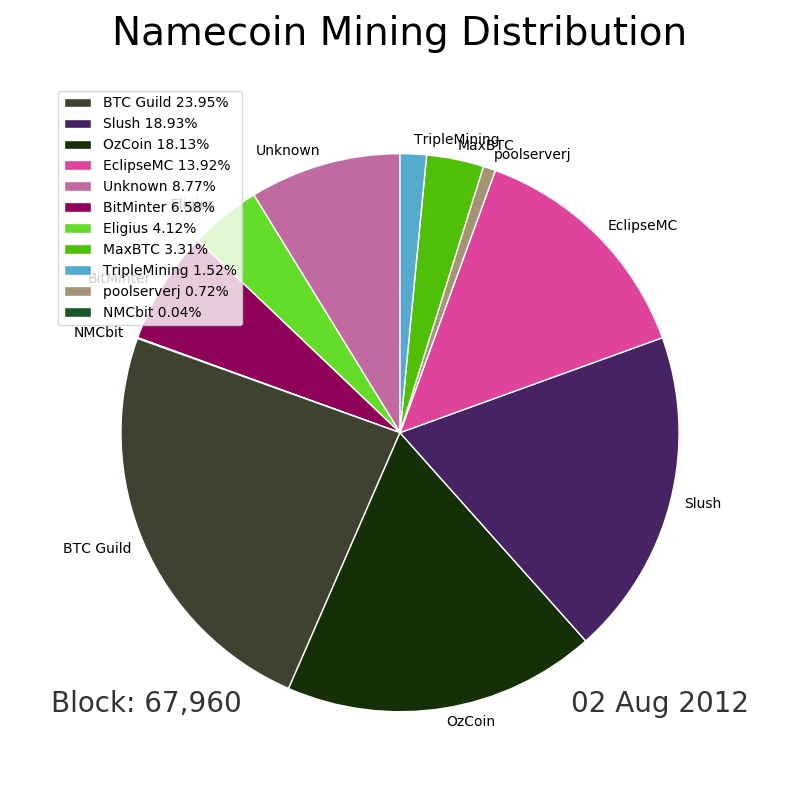 Namecoin Mining Distribution
BTC Guild 23.95%
Slush 18.93%
OzCoin 18.13%
EclipseMC 13.92%
Unknown 8.77%
BitMinter 6.58%
Eligius 4.12%
MaxBTC 3.31%
TripleMining 1.52%
poolserverj 0.72%
NMCbit 0.04%
TripleMining
MaxBTC
poolserverj
Unknown
EclipseMC
Eligius
BitMinter
NMCbit
Slush
BTC Guild
OzCoin
Block: 67,960
02 Aug 2012